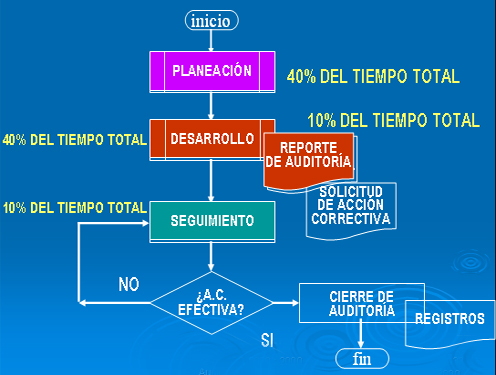 inicio
PLANEACIÓN
40% DEL TIEMPO TOTAL
10% DEL TIEMPO TOTAL
40% DEL TIEMPO TOTAL
DESARROLLO
REPORTE
DE AUDITORÍA
SOLICITUD
DE ACCIÓN
CORRECTIVA
10% DEL TIEMPO TOTAL
SEGUIMIENTO
NO
¿A.C.
EFECTIVA?
SI
CIERRE DE
AUDITORÍA
REGISTROS
fin